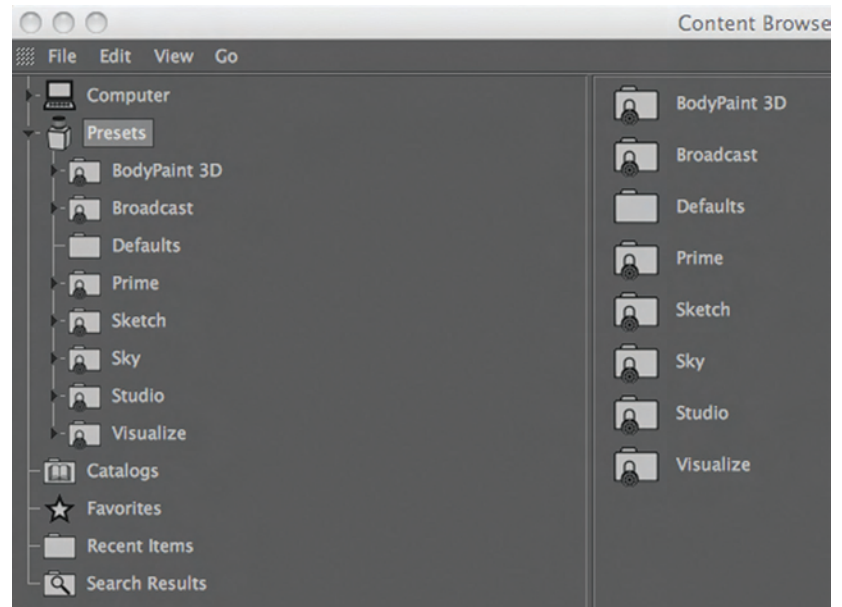 Content Browse
File Edit View Go
Computer
Presets
BodyPaint 3D
Broadcast
Defaults
Prime
Sketch
Sky
Studio
Visualize
Catalogs
Favorites
Recent Items
Search Results
BodyPaint 3D
Broadcast
Defaults
Prime
Sketch
Sky
Studio
Visualize